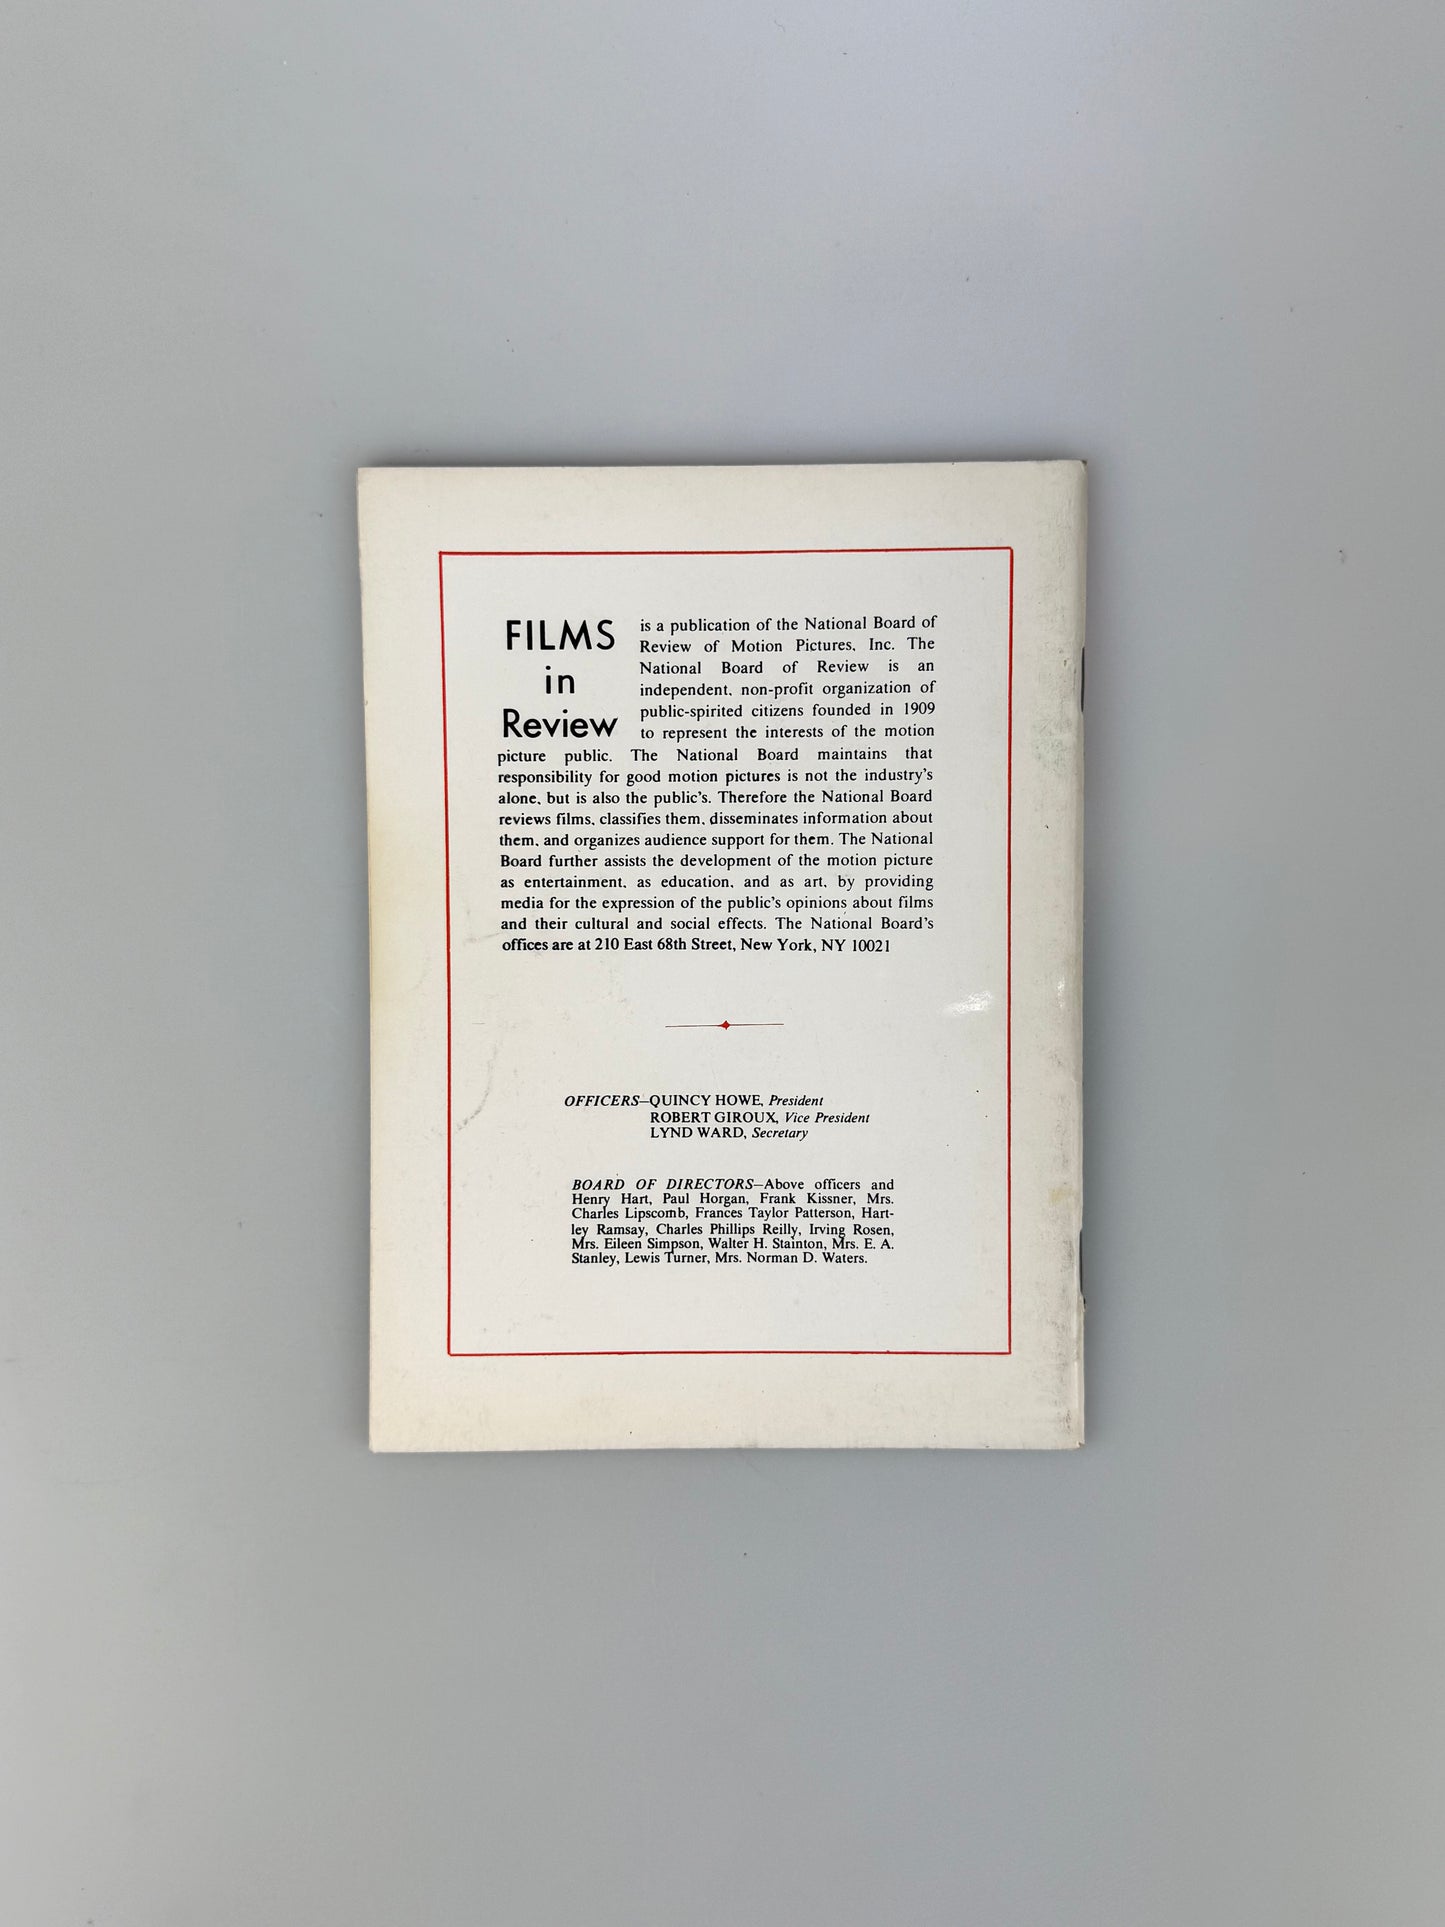 FILMS
in
Review
is a publication of the National Board of
Review of Motion Pictures, Inc. The
National Board of Review is an
independent, non-profit organization of
public-spirited citizens founded in 1909
to represent the interests of the motion
picture public. The National Board maintains that
responsibility for good motion pictures is not the industry's
alone, but is also the public's. Therefore the National Board
reviews films, classifies them, disseminates information about
them, and organizes audience support for them. The National
Board further assists the development of the motion picture
as entertainment, as education, and as art, by providing
media for the expression of the public's opinions about films
and their cultural and social effects. The National Board's
offices are at 210 East 68th Street, New York, NY 10021
OFFICERS—QUINCY HOWE, President
ROBERT GIROUX, Vice President
LYND WARD, Secretary
BOARD OF DIRECTORS—Above officers and
Henry Hart, Paul Horgan, Frank Kissner, Mrs.
Charles Lipscomb, Frances Taylor Patterson, Hart-
ley Ramsay, Charles Phillips Reilly, Irving Rosen,
Mrs. Eileen Simpson, Walter H. Stainton, Mrs. E. A.
Stanley, Lewis Turner, Mrs. Norman D. Waters.